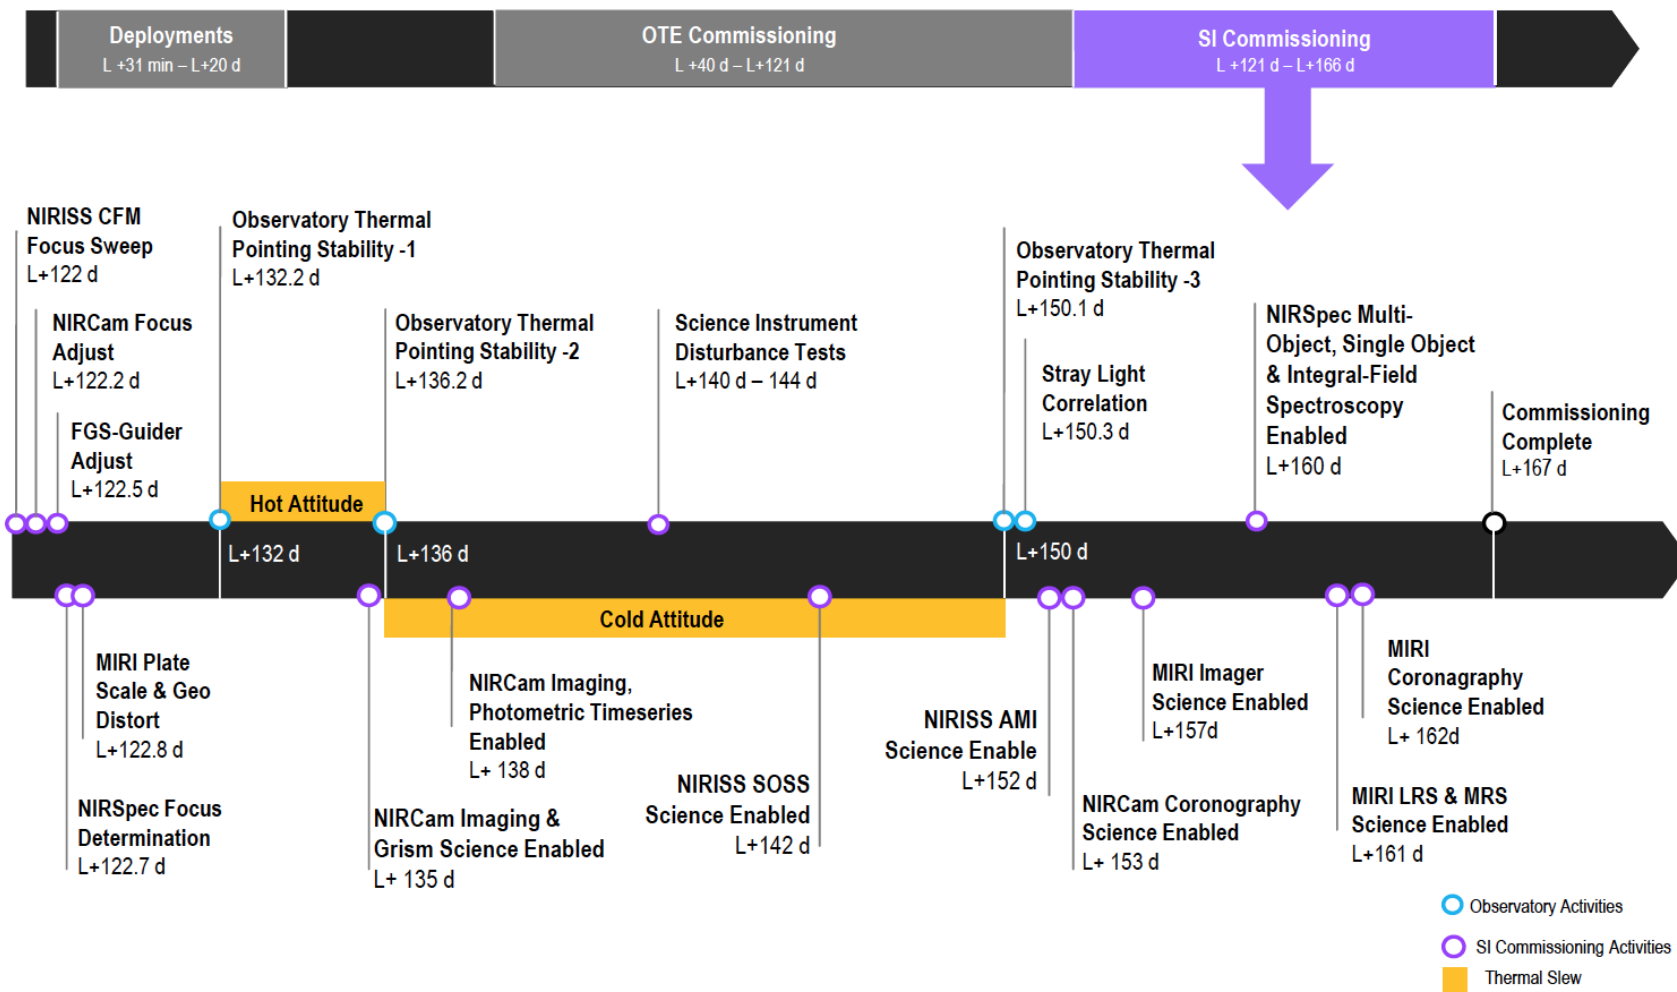 Deployments
L +31 min – L+20 d
OTE Commissioning
L +40 d – L+121 d
SI Commissioning
L +121 d – L+166 d
NIRISS CFM
Focus Sweep
L+122 d
NIRCam Focus
Adjust
L+122.2 d
FGS-Guider
Adjust
L+122.5 d
Observatory Thermal
Pointing Stability -1
L+132.2 d
Observatory Thermal
Pointing Stability -2
L+136.2 d
Science Instrument
Disturbance Tests
L+140 d – 144 d
Observatory Thermal
Pointing Stability -3
L+150.1 d
Stray Light
Correlation
L+150.3 d
NIRSpec Multi-
Object, Single Object
& Integral-Field
Spectroscopy
Enabled
L+160 d
Commissioning
Complete
L+167 d
Hot Attitude
L+132 d
L+136 d
L+150 d
Cold Attitude
MIRI Plate
Scale & Geo
Distort
L+122.8 d
NIRSpec Focus
Determination
L+122.7 d
NIRCam Imaging &
Grism Science Enabled
L+ 135 d
NIRCam Imaging,
Photometric Timeseries
Enabled
L+ 138 d
NIRISS SOSS
Science Enabled
L+142 d
NIRISS AMI
Science Enable
L+152 d
NIRCam Coronography
Science Enabled
L+ 153 d
MIRI Imager
Science Enabled
L+157d
MIRI LRS & MRS
Science Enabled
L+161 d
MIRI
Coronagraphy
Science Enabled
L+ 162d
Observatory Activities
SI Commissioning Activities
Thermal Slew